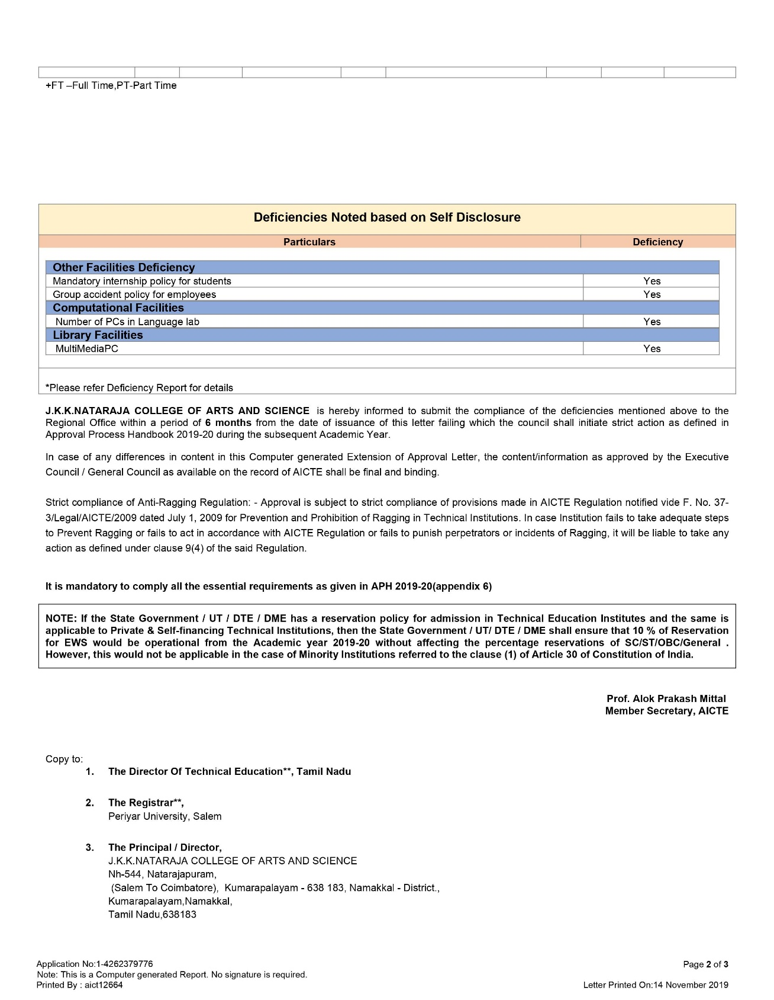 +FT –Full Time,PT-Part Time
Deficiencies Noted based on Self Disclosure
Particulars Deficiency
Other Facilities Deficiency
Mandatory internship policy for students Yes
Group accident policy for employees Yes
Computational Facilities
Number of PCs in Language lab Yes
Library Facilities
MultiMediaPC Yes
*Please refer Deficiency Report for details
J.K.K.NATARAJA COLLEGE OF ARTS AND SCIENCE is hereby informed to submit the compliance of the deficiencies mentioned above to the
Regional Office within a period of 6 months from the date of issuance of this letter failing which the council shall initiate strict action as defined in
Approval Process Handbook 2019-20 during the subsequent Academic Year.
In case of any differences in content in this Computer generated Extension of Approval Letter, the content/information as approved by the Executive
Council / General Council as available on the record of AICTE shall be final and binding.
Strict compliance of Anti-Ragging Regulation: - Approval is subject to strict compliance of provisions made in AICTE Regulation notified vide F. No. 37-
3/Legal/AICTE/2009 dated July 1, 2009 for Prevention and Prohibition of Ragging in Technical Institutions. In case Institution fails to take adequate steps
to Prevent Ragging or fails to act in accordance with AICTE Regulation or fails to punish perpetrators or incidents of Ragging, it will be liable to take any
action as defined under clause 9(4) of the said Regulation.
It is mandatory to comply all the essential requirements as given in APH 2019-20(appendix 6)
NOTE: If the State Government / UT / DTE / DME has a reservation policy for admission in Technical Education Institutes and the same is
applicable to Private & Self-financing Technical Institutions, then the State Government / UT/ DTE / DME shall ensure that 10 % of Reservation
for EWS would be operational from the Academic year 2019-20 without affecting the percentage reservations of SC/ST/OBC/General .
However, this would not be applicable in the case of Minority Institutions referred to the clause (1) of Article 30 of Constitution of India.
Prof. Alok Prakash Mittal
Member Secretary, AICTE
Copy to:
1. The Director Of Technical Education**, Tamil Nadu
2. The Registrar**,
Periyar University, Salem
3. The Principal / Director,
J.K.K.NATARAJA COLLEGE OF ARTS AND SCIENCE
Nh-544, Natarajapuram,
(Salem To Coimbatore), Kumarapalayam - 638 183, Namakkal - District.,
Kumarapalayam,Namakkal,
Tamil Nadu,638183
Application No:1-4262379776 Page 2 of 3
Note: This is a Computer generated Report. No signature is required.
Printed By : aict12664 Letter Printed On:14 November 2019